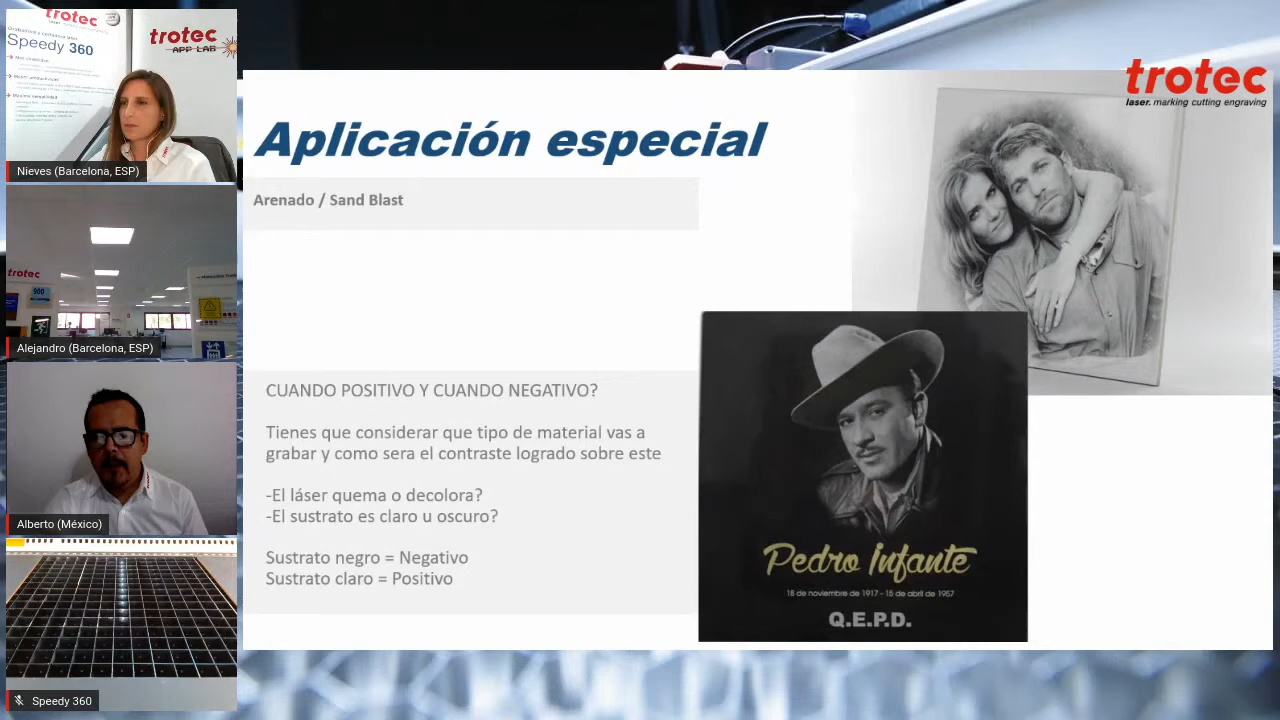 trotec
Speedy 360
trotec
APP LAB
Nieves (Barcelona, ESP)
trotec
900
Alejandro (Barcelona, ESP)
Alberto (México)
Speedy 360
trotec
laser. marking cutting engraving
Aplicación especial
Arenado / Sand Blast
CUANDO POSITIVO Y CUANDO NEGATIVO?
Tienes que considerar que tipo de material vas a
grabar y como sera el contraste logrado sobre este
-El láser quema o decolora?
-El sustrato es claro u oscuro?
Sustrato negro = Negativo
Sustrato claro = Positivo
Pedro Infante
18 de noviembre de 1917 - 15 de abril de 1957
Q.E.P.D.